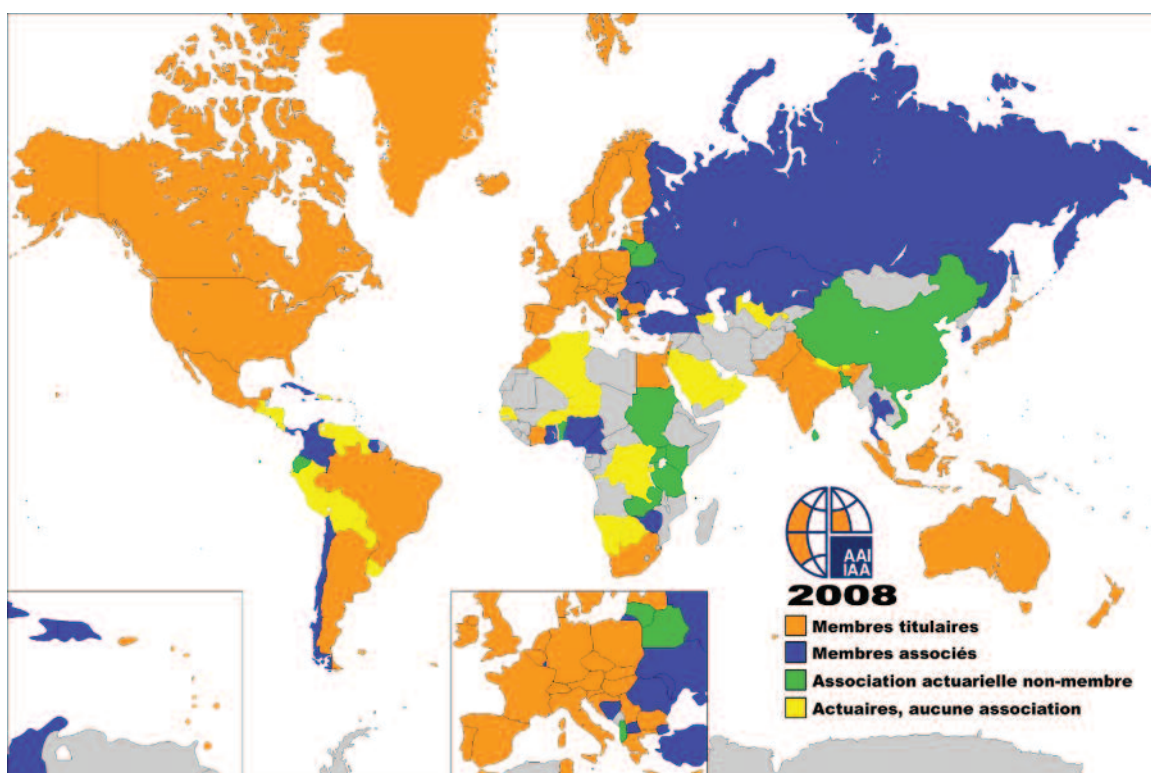 AAI
IAA
2008
Membres titulaires
Membres associés
Association actuarielle non-membre
Actuaires, aucune association